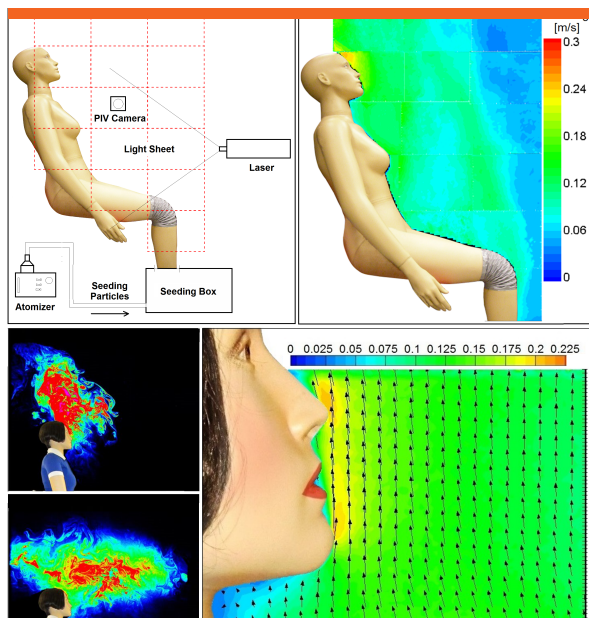 PIV Camera
Light Sheet
Laser
Seeding
Particles
Atomizer
Seeding Box
[m/s]
0.3
0.24
0.18
0.12
0.06
0
0 0.025 0.05 0.075 0.1 0.125 0.15 0.175 0.2 0.225